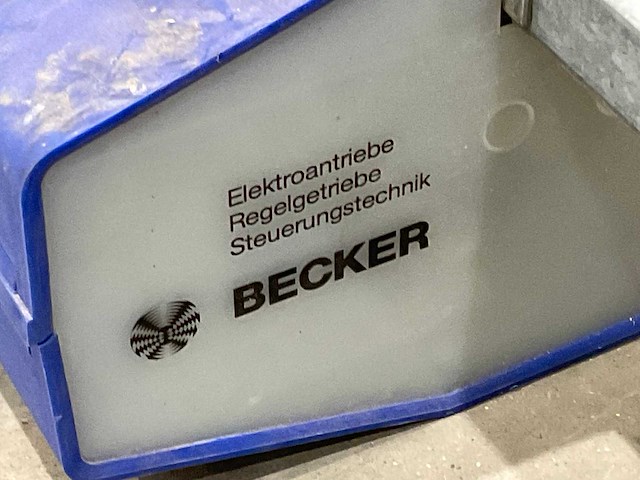 Elektroantriebe
Regelgetriebe
Steuerungstechnik
BECKER